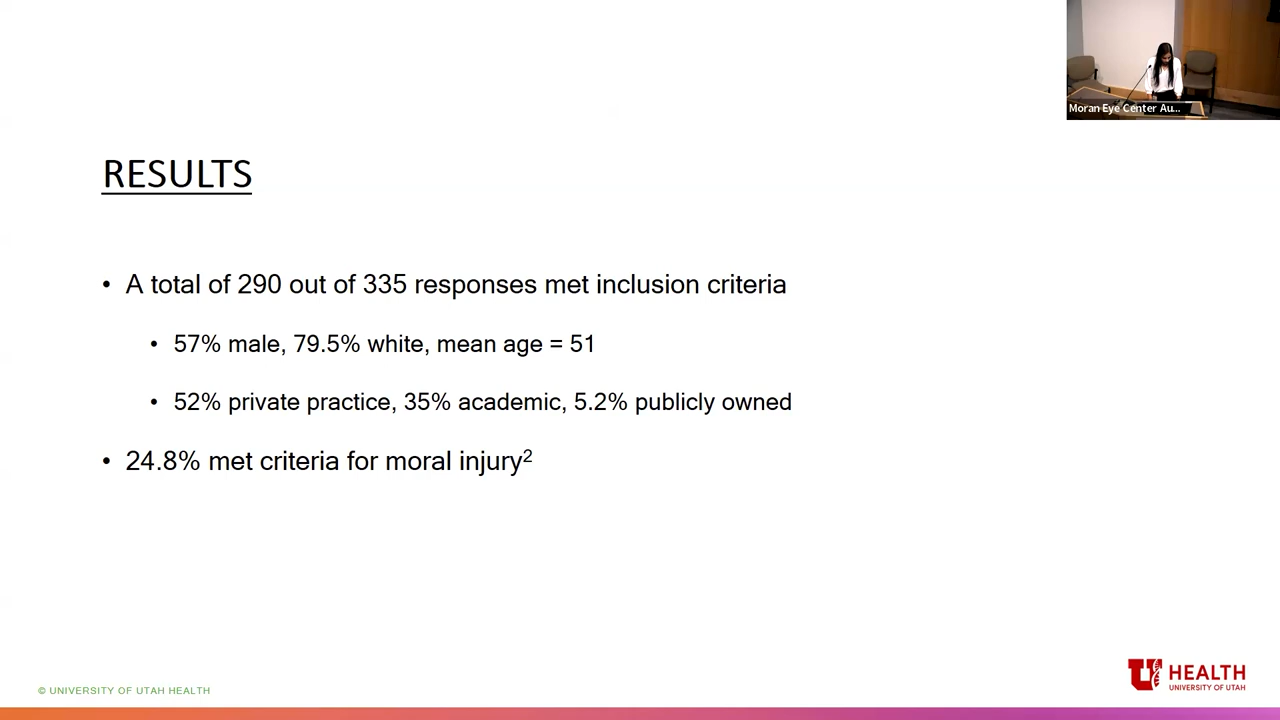 Moran Eye Center Au...
RESULTS
• A total of 290 out of 335 responses met inclusion criteria
• 57% male, 79.5% white, mean age = 51
• 52% private practice, 35% academic, 5.2% publicly owned
• 24.8% met criteria for moral injury²
© UNIVERSITY OF UTAH HEALTH
U HEALTH
UNIVERSITY OF UTAH